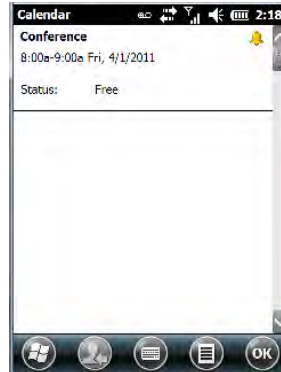 Calendar 2:18
Conference
8:00a-9:00a Fri, 4/1/2011
Status: Free
OK